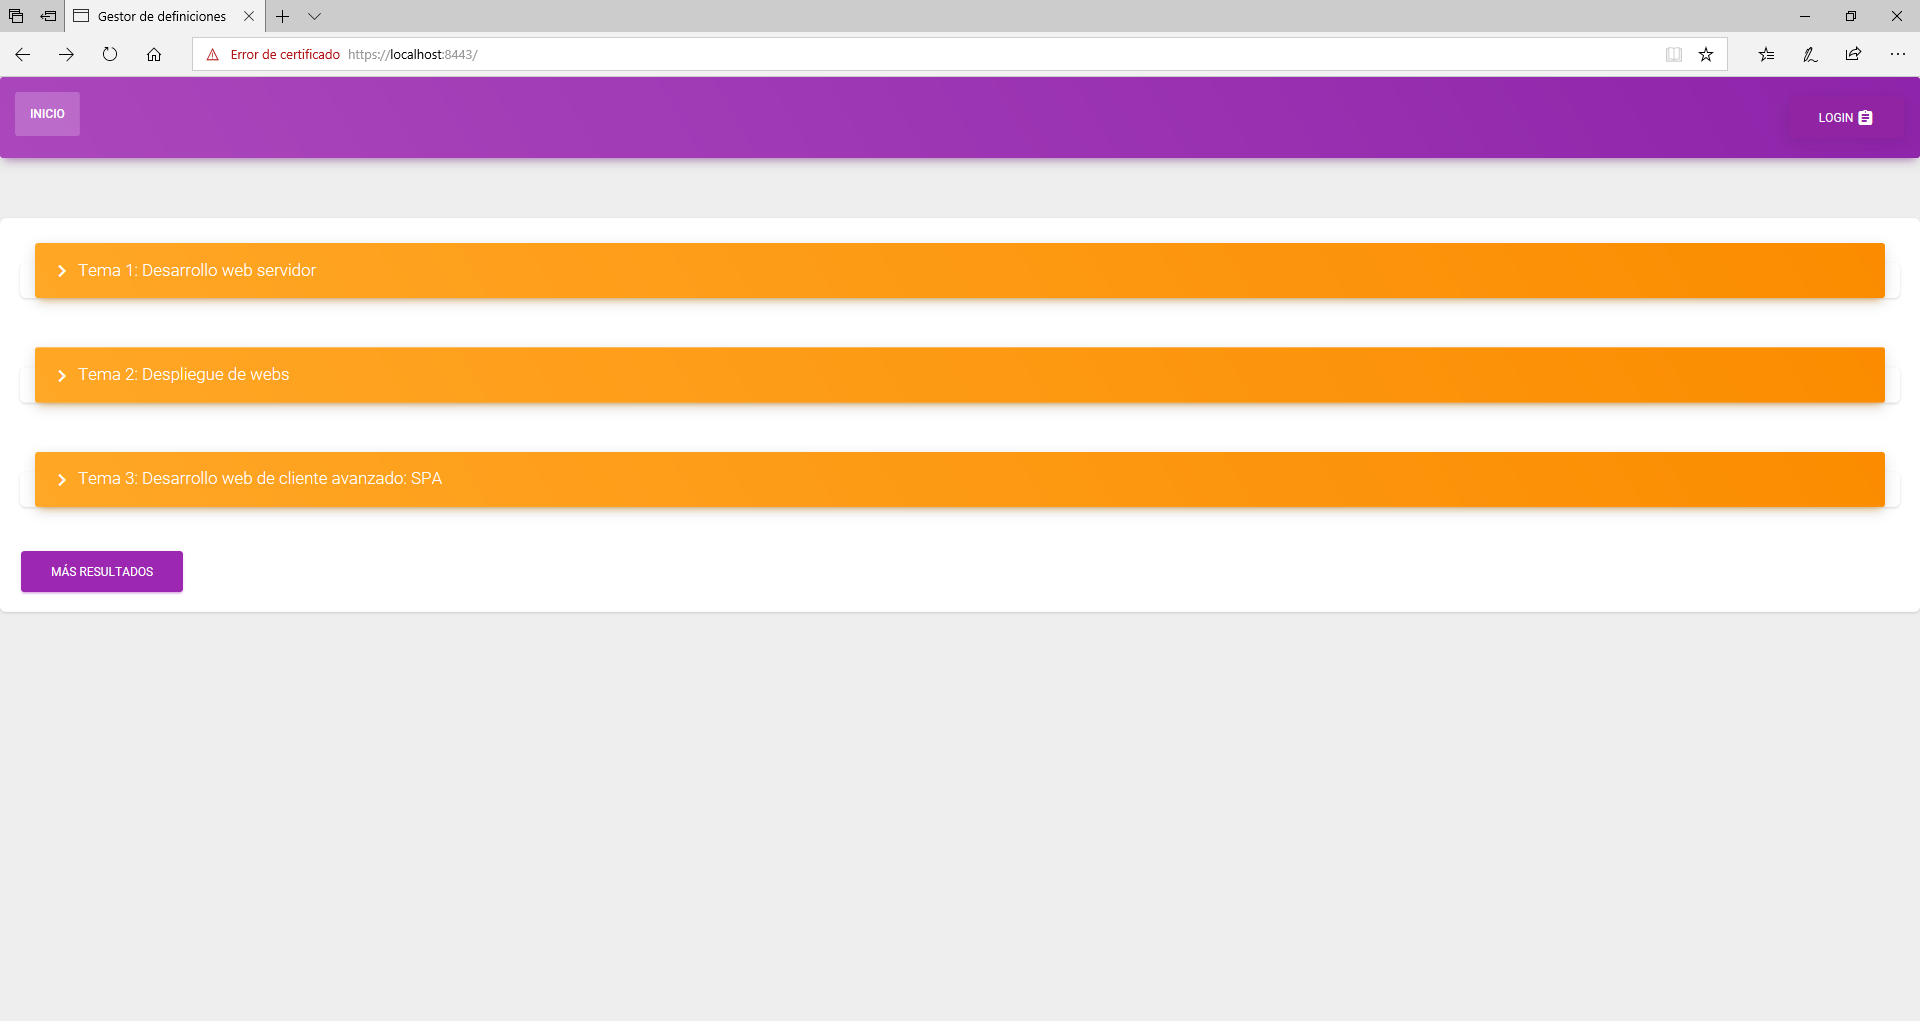 Gestor de definiciones
Error de certificado https://localhost:8443/
INICIO
LOGIN
Tema 1: Desarrollo web servidor
Tema 2: Despliegue de webs
Tema 3: Desarrollo web de cliente avanzado: SPA
MÁS RESULTADOS